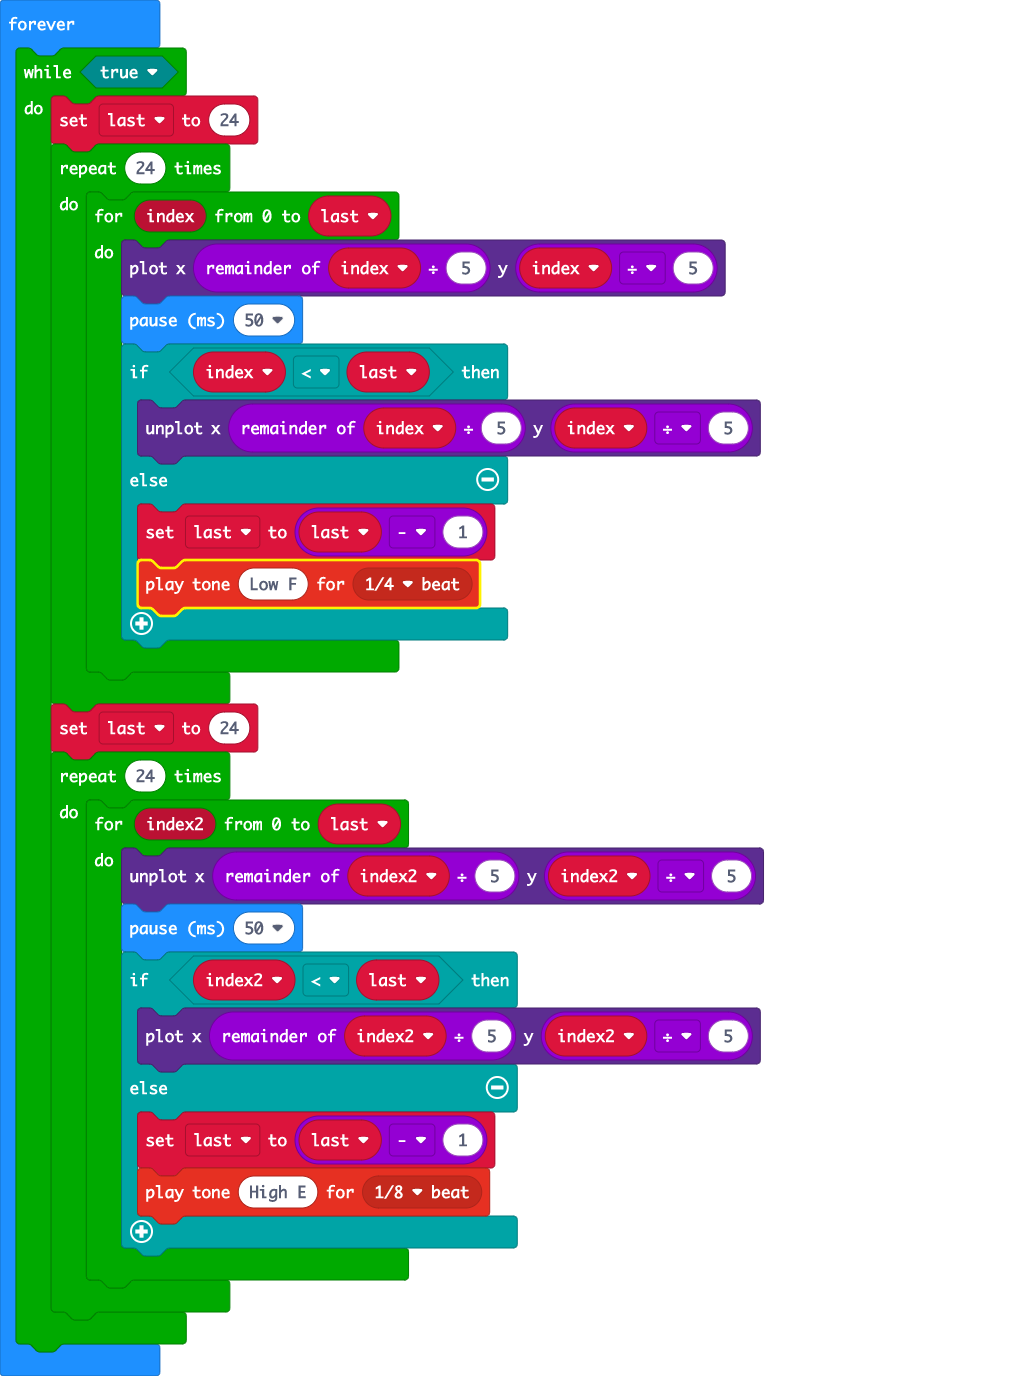 forever
while true
do
set last to 24
repeat 24 times
do
for index from 0 to last
do
plot x remainder of index ÷ 5 y index ÷ 5
pause (ms) 50
if index < last then
unplot x remainder of index ÷ 5 y index ÷ 5
else
set last to last - 1
play tone Low F for 1/4 beat
set last to 24
repeat 24 times
do
for index2 from 0 to last
do
unplot x remainder of index2 ÷ 5 y index2 ÷ 5
pause (ms) 50
if index2 < last then
plot x remainder of index2 ÷ 5 y index2 ÷ 5
else
set last to last - 1
play tone High E for 1/8 beat